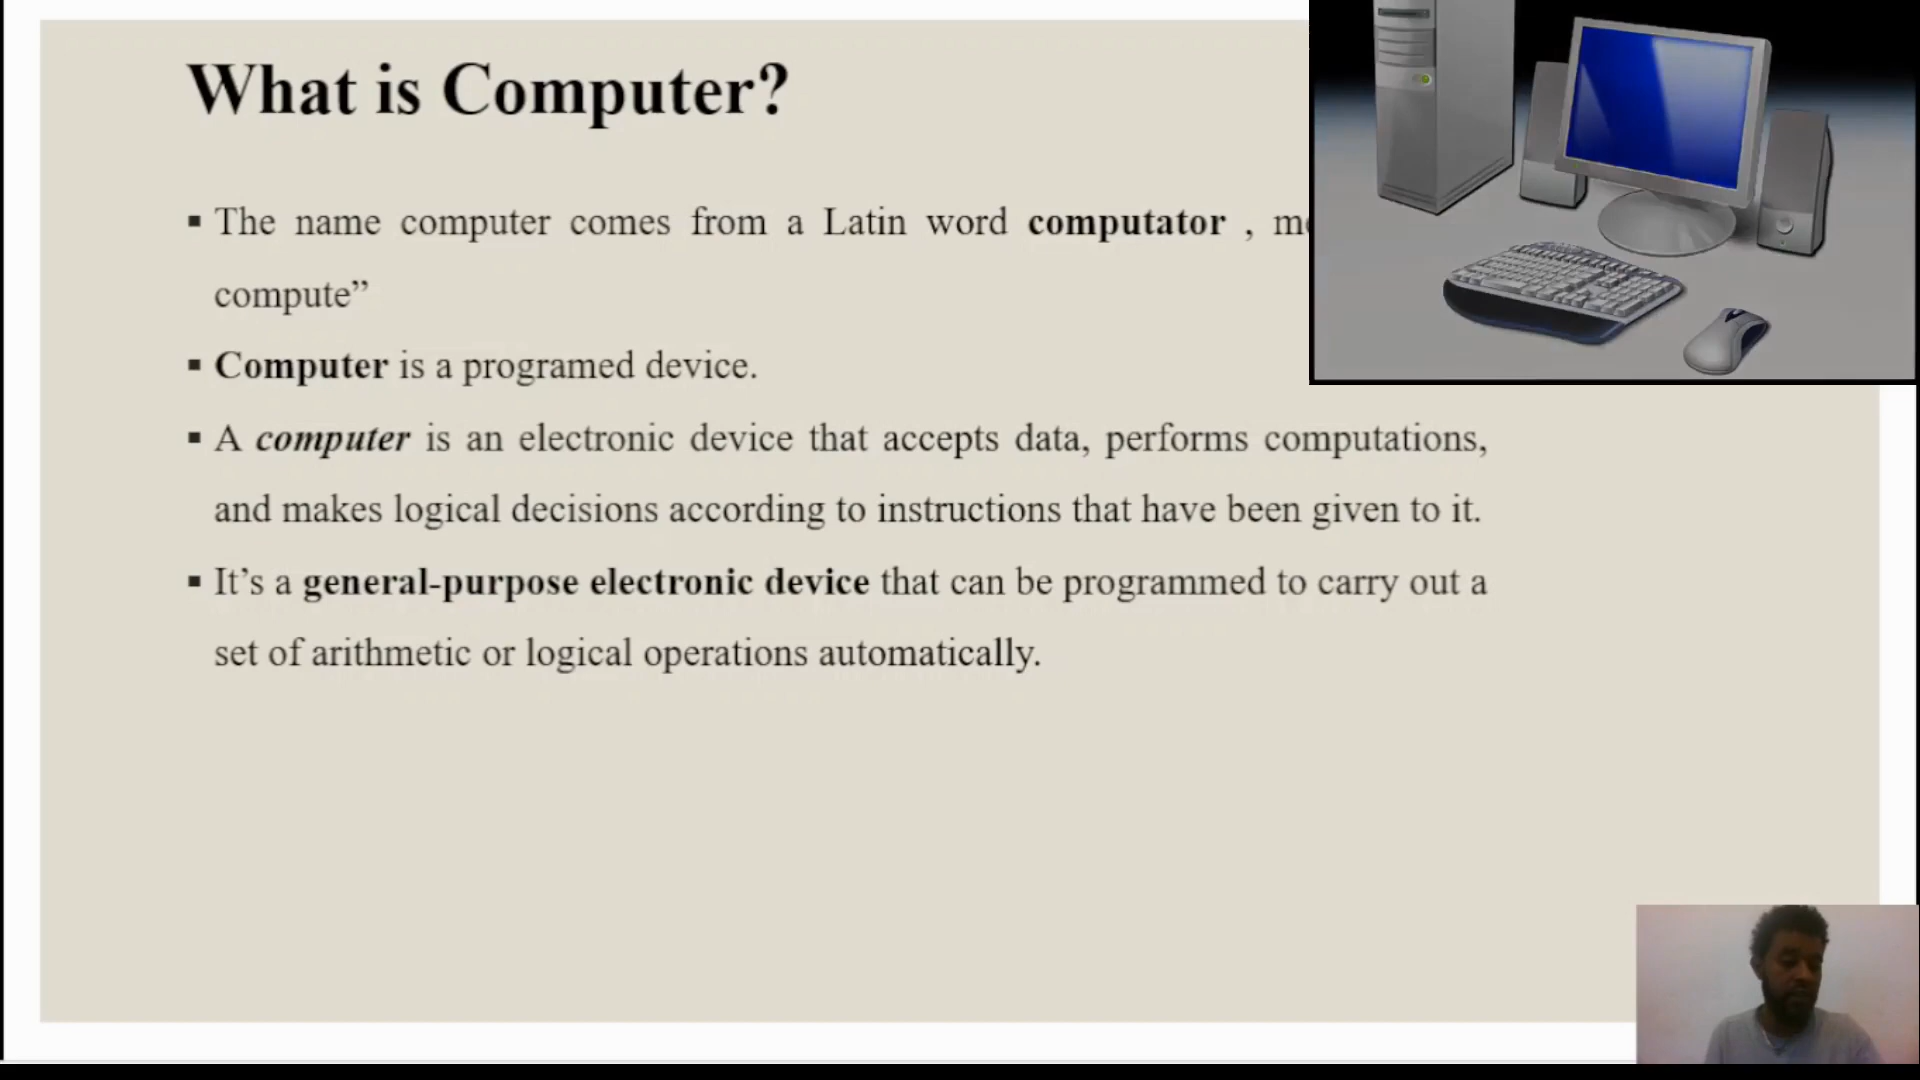 What is Computer?
▪ The name computer comes from a Latin word computator ,
compute”
▪ Computer is a programed device.
▪ A computer is an electronic device that accepts data, performs computations,
and makes logical decisions according to instructions that have been given to it.
▪ It’s a general-purpose electronic device that can be programmed to carry out a
set of arithmetic or logical operations automatically.